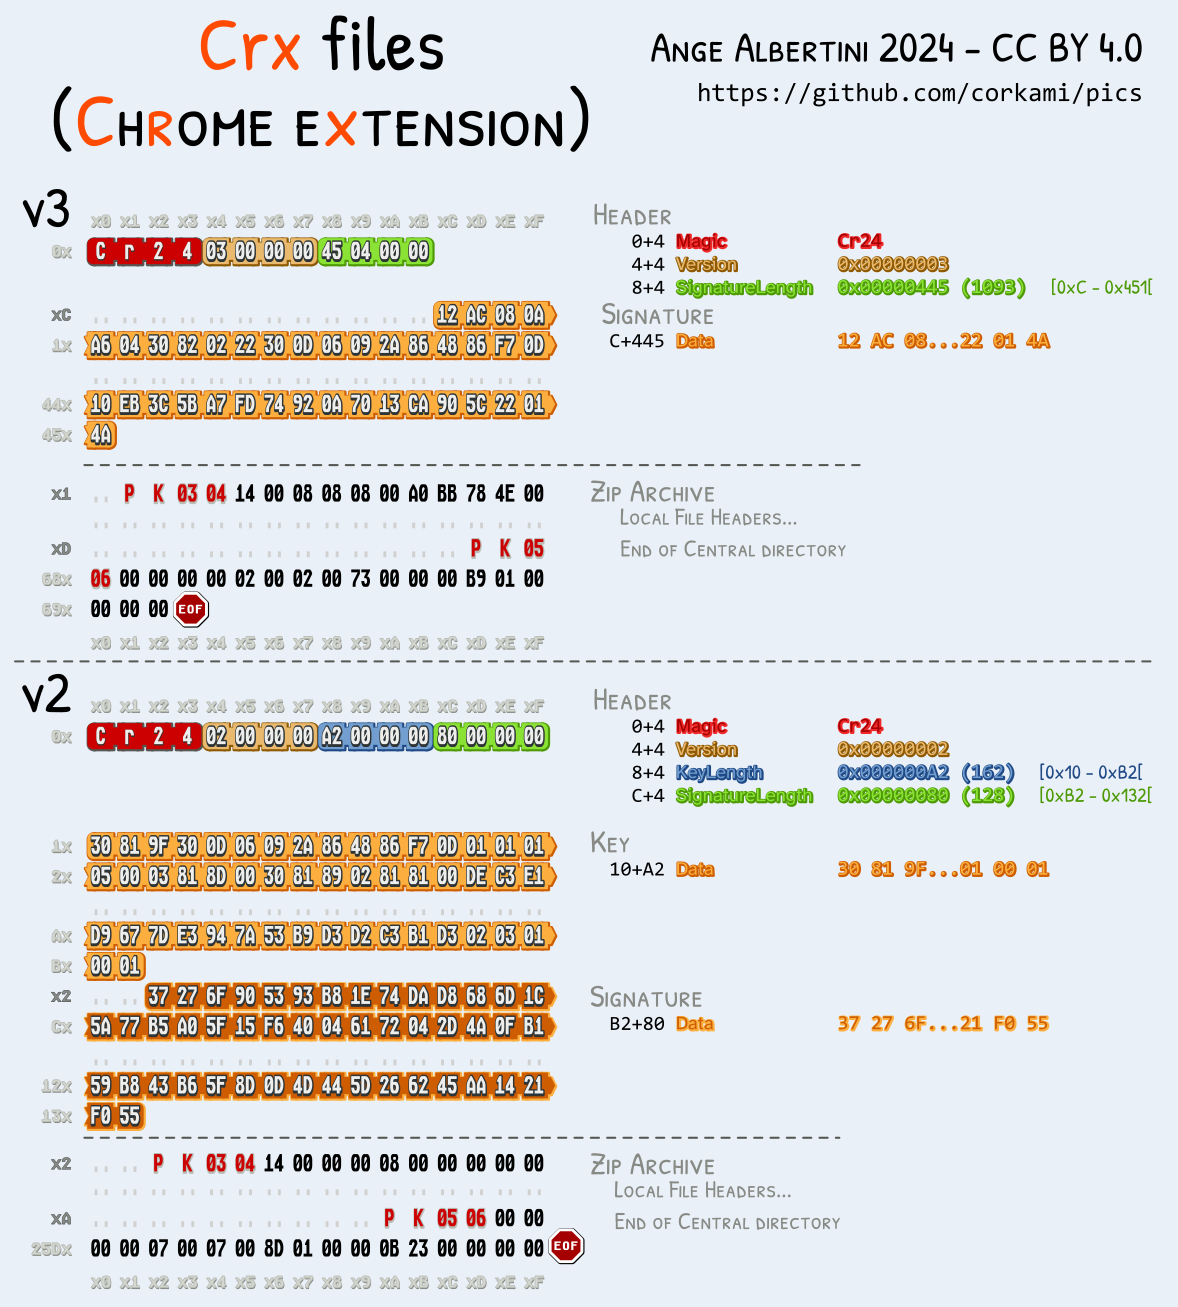 Crx files
(Chrome extension)
Ange Albertini 2024 - CC BY 4.0
https://github.com/corkami/pics
v3
x0 x1 x2 x3 x4 x5 x6 x7 x8 x9 xA xB xC xD xE xF
0x C r 2 4 03 00 00 00 45 04 00 00
xC .. .. .. .. .. .. .. .. .. .. .. .. 12 AC 08 0A
1x A6 04 30 82 02 22 30 0D 06 09 2A 86 48 86 F7 0D
.. .. .. .. .. .. .. .. .. .. .. .. .. .. .. ..
44x 10 EB 3C 5B A7 FD 74 92 0A 70 13 CA 90 5C 22 01
45x 4A
Header
0+4 Magic Cr24
4+4 Version 0x00000003
8+4 SignatureLength 0x00000445 (1093) [0xC - 0x451[
Signature
C+445 Data 12 AC 08...22 01 4A
x1 .. P K 03 04 14 00 08 08 08 00 A0 BB 78 4E 00
.. .. .. .. .. .. .. .. .. .. .. .. .. .. .. ..
xD .. .. .. .. .. .. .. .. .. .. .. .. .. P K 05
68x 06 00 00 00 00 02 00 02 00 73 00 00 00 B9 01 00
69x 00 00 00 EOF
x0 x1 x2 x3 x4 x5 x6 x7 x8 x9 xA xB xC xD xE xF
Zip Archive
Local File Headers...
End of Central directory
v2
x0 x1 x2 x3 x4 x5 x6 x7 x8 x9 xA xB xC xD xE xF
0x C r 2 4 02 00 00 00 A2 00 00 00 80 00 00 00
Header
0+4 Magic Cr24
4+4 Version 0x00000002
8+4 KeyLength 0x000000A2 (162) [0x10 - 0xB2[
C+4 SignatureLength 0x00000080 (128) [0xB2 - 0x132[
1x 30 81 9F 30 0D 06 09 2A 86 48 86 F7 0D 01 01 01
2x 05 00 03 81 8D 00 30 81 89 02 81 81 00 DE C3 E1
.. .. .. .. .. .. .. .. .. .. .. .. .. .. .. ..
Ax D9 67 7D E3 94 7A 53 B9 D3 D2 C3 B1 D3 02 03 01
Bx 00 01
Key
10+A2 Data 30 81 9F...01 00 01
x2 .. .. 37 27 6F 90 53 93 B8 1E 74 DA D8 68 6D 1C
Cx 5A 77 B5 A0 5F 15 F6 40 04 61 72 04 2D 4A 0F B1
.. .. .. .. .. .. .. .. .. .. .. .. .. .. .. ..
12x 59 B8 43 B6 5F 8D 0D 4D 44 5D 26 62 45 AA 14 21
13x F0 55
Signature
B2+80 Data 37 27 6F...21 F0 55
x2 .. .. P K 03 04 14 00 00 00 08 00 00 00 00 00
.. .. .. .. .. .. .. .. .. .. .. .. .. .. .. ..
xA .. .. .. .. .. .. .. .. .. .. P K 05 06 00 00
25Dx 00 00 07 00 07 00 8D 01 00 00 0B 23 00 00 00 00 EOF
x0 x1 x2 x3 x4 x5 x6 x7 x8 x9 xA xB xC xD xE xF
Zip Archive
Local File Headers...
End of Central directory